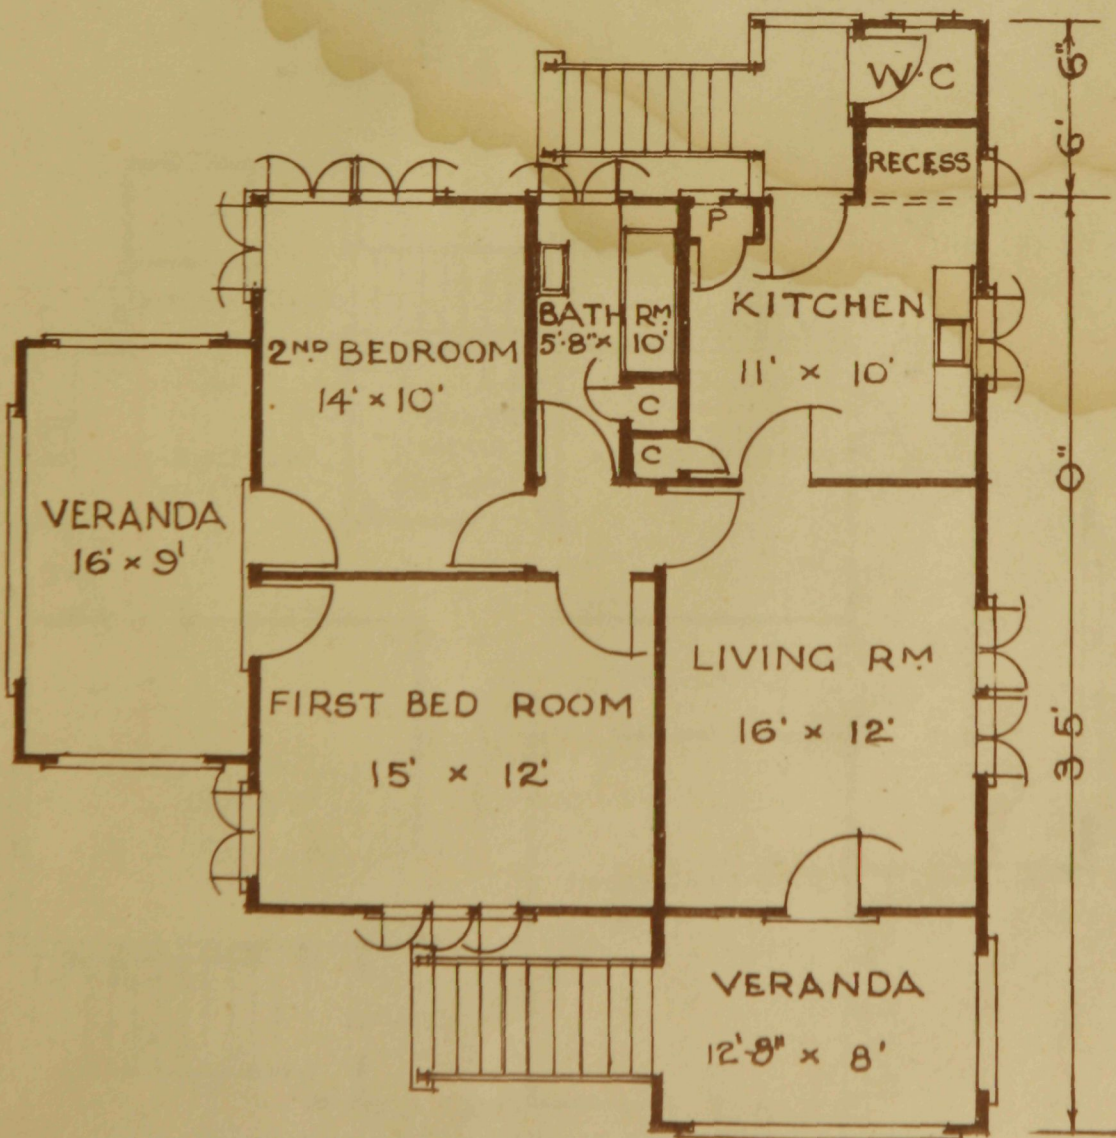 W.C
6' 6"
RECESS
P
KITCHEN
11' x 10'
BATH RM
5'-8" x 10'
C
C
2ND BEDROOM
14' x 10'
VERANDA
16' x 9'
35' 0"
LIVING RM
16' x 12'
FIRST BED ROOM
15' x 12'
VERANDA
12'-8" x 8'